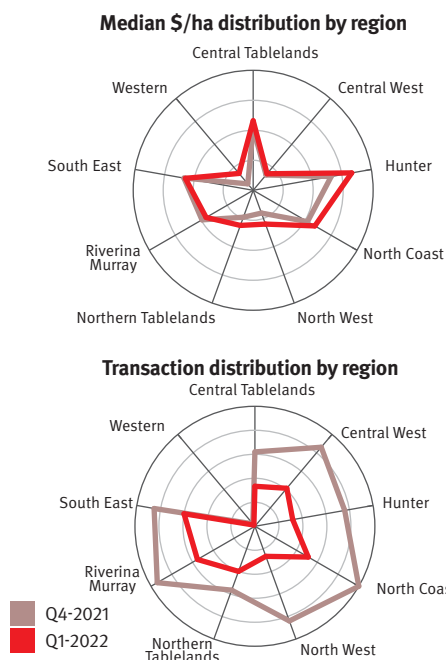 Median $/ha distribution by region
Central Tablelands
Western
Central West
South East
Hunter
Riverina
Murray
North Coast
Northern Tablelands
North West
Transaction distribution by region
Central Tablelands
Western
Central West
South East
Hunter
Riverina
Murray
North Coas
Q4-2021
Q1-2022
Northern
Tablelands
North West